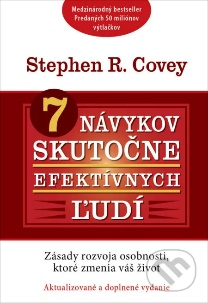 Medzinárodný bestseller
Predaných 50 miliónov
výtlačkov
Stephen R. Covey
7 NÁVYKOV
SKUTOČNE
EFEKTÍVNYCH
ĽUDÍ
Zásady rozvoja osobnosti,
ktoré zmenia váš život
Aktualizované a doplnené vydanie